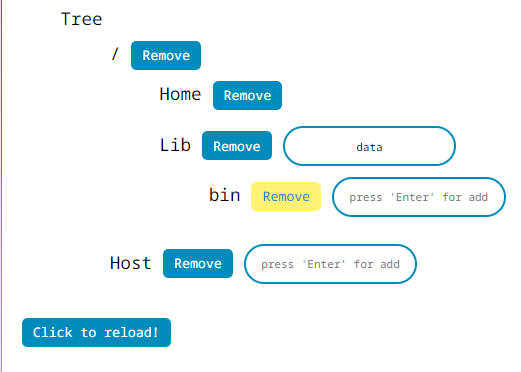 Tree
/ Remove
Home Remove
Lib Remove data
bin Remove press 'Enter' for add
Host Remove press 'Enter' for add
Click to reload!